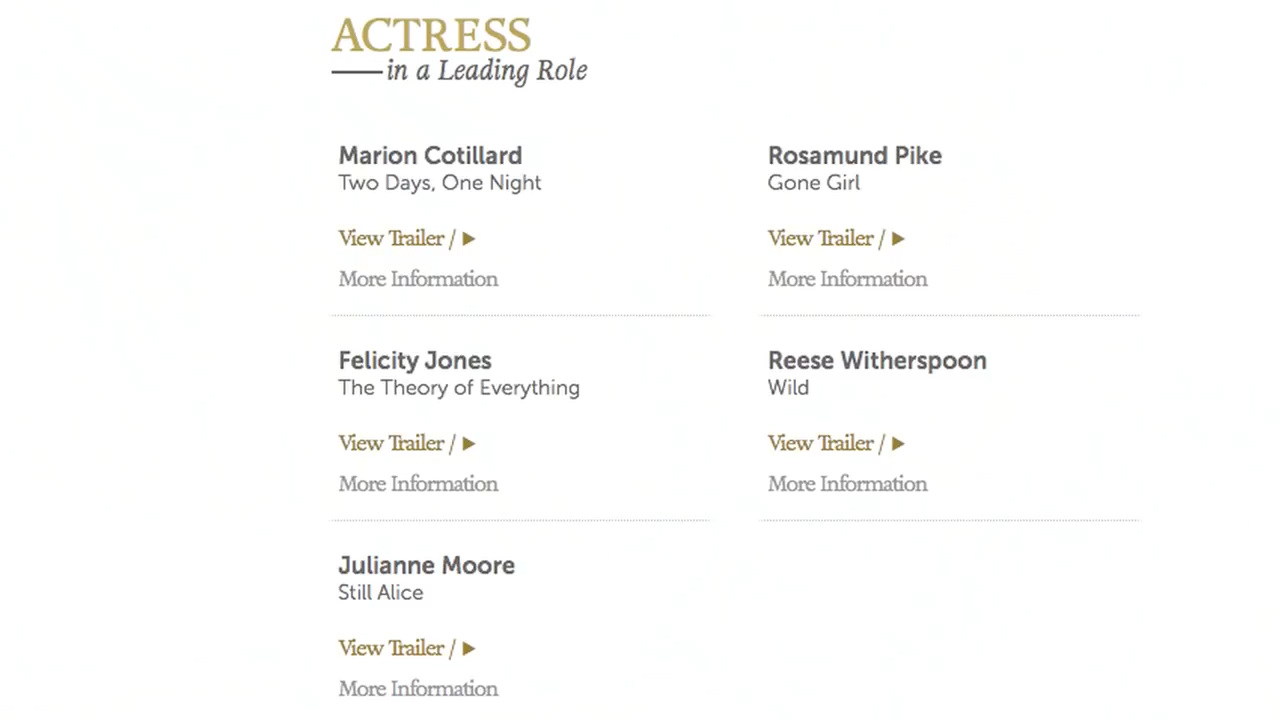 ACTRESS
in a Leading Role
Marion Cotillard
Two Days, One Night
View Trailer / ▶
More Information
Rosamund Pike
Gone Girl
View Trailer / ▶
More Information
Felicity Jones
The Theory of Everything
View Trailer / ▶
More Information
Reese Witherspoon
Wild
View Trailer / ▶
More Information
Julianne Moore
Still Alice
View Trailer / ▶
More Information